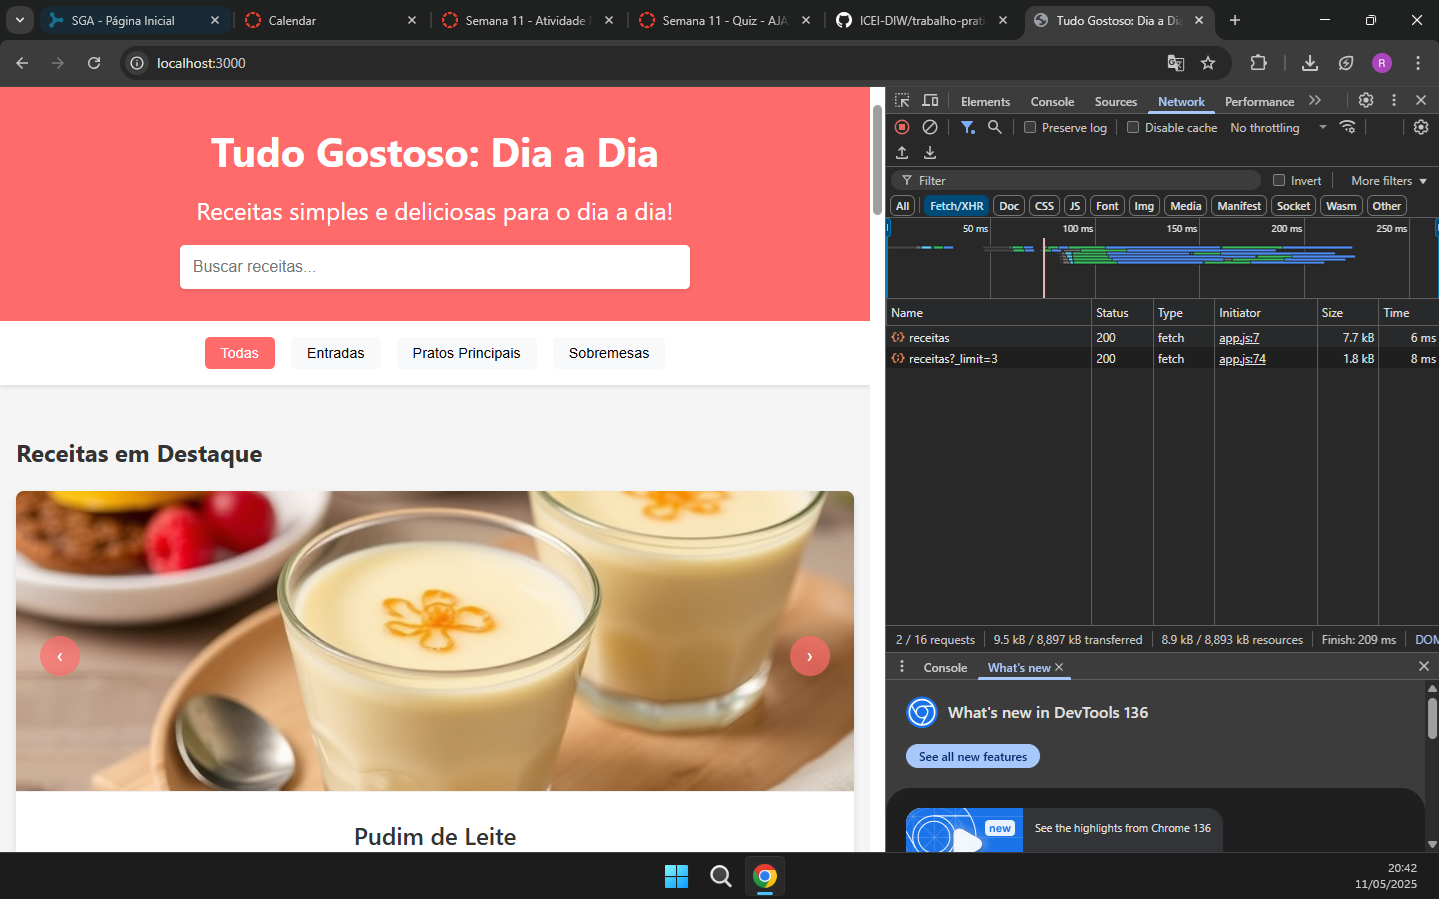 SGA - Página Inicial
Calendar
Semana 11 - Atividade
Semana 11 - Quiz - AJA
ICEI-DIW/trabalho-prati
Tudo Gostoso: Dia a Dia
localhost:3000
R
Tudo Gostoso: Dia a Dia
Receitas simples e deliciosas para o dia a dia!
Buscar receitas...
Todas
Entradas
Pratos Principais
Sobremesas
Receitas em Destaque
‹
›
Pudim de Leite
Elements
Console
Sources
Network
Performance
Preserve log
Disable cache
No throttling
Filter
Invert
More filters
All
Fetch/XHR
Doc
CSS
JS
Font
Img
Media
Manifest
Socket
Wasm
Other
50 ms
100 ms
150 ms
200 ms
250 ms
Name Status Type Initiator Size Time
receitas 200 fetch app.js:7 7.7 kB 6 ms
receitas?_limit=3 200 fetch app.js:74 1.8 kB 8 ms
2 / 16 requests
9.5 kB / 8,897 kB transferred
8.9 kB / 8,893 kB resources
Finish: 209 ms
DOM
Console
What's new
What's new in DevTools 136
See all new features
new
See the highlights from Chrome 136
20:42
11/05/2025